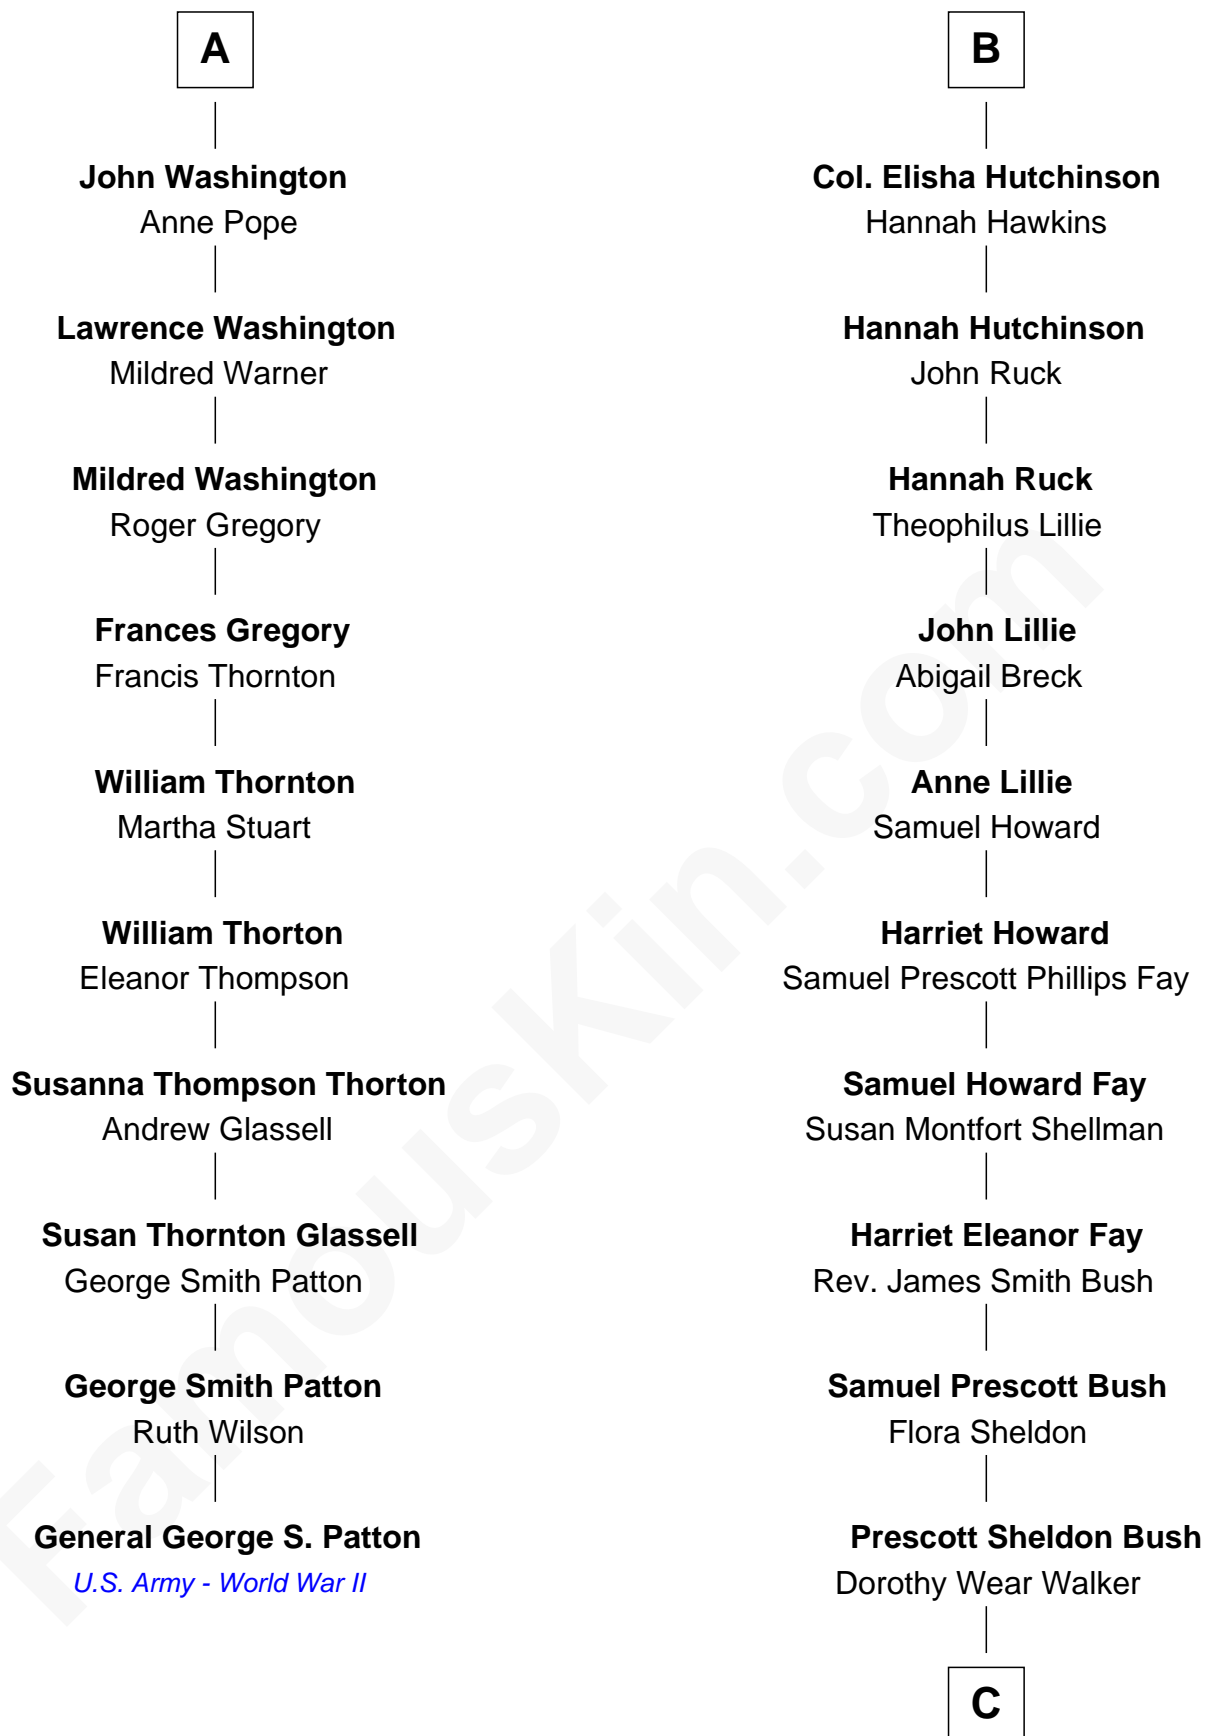 A
John Washington
Anne Pope
Lawrence Washington
Mildred Warner
Mildred Washington
Roger Gregory
Frances Gregory
Francis Thornton
William Thornton
Martha Stuart
William Thorton
Eleanor Thompson
Susanna Thompson Thorton
Andrew Glassell
Susan Thornton Glassell
George Smith Patton
George Smith Patton
Ruth Wilson
General George S. Patton
U.S. Army - World War II
B
Col. Elisha Hutchinson
Hannah Hawkins
Hannah Hutchinson
John Ruck
Hannah Ruck
Theophilus Lillie
John Lillie
Abigail Breck
Anne Lillie
Samuel Howard
Harriet Howard
Samuel Prescott Phillips Fay
Samuel Howard Fay
Susan Montfort Shellman
Harriet Eleanor Fay
Rev. James Smith Bush
Samuel Prescott Bush
Flora Sheldon
Prescott Sheldon Bush
Dorothy Wear Walker
C
FamousKin.com